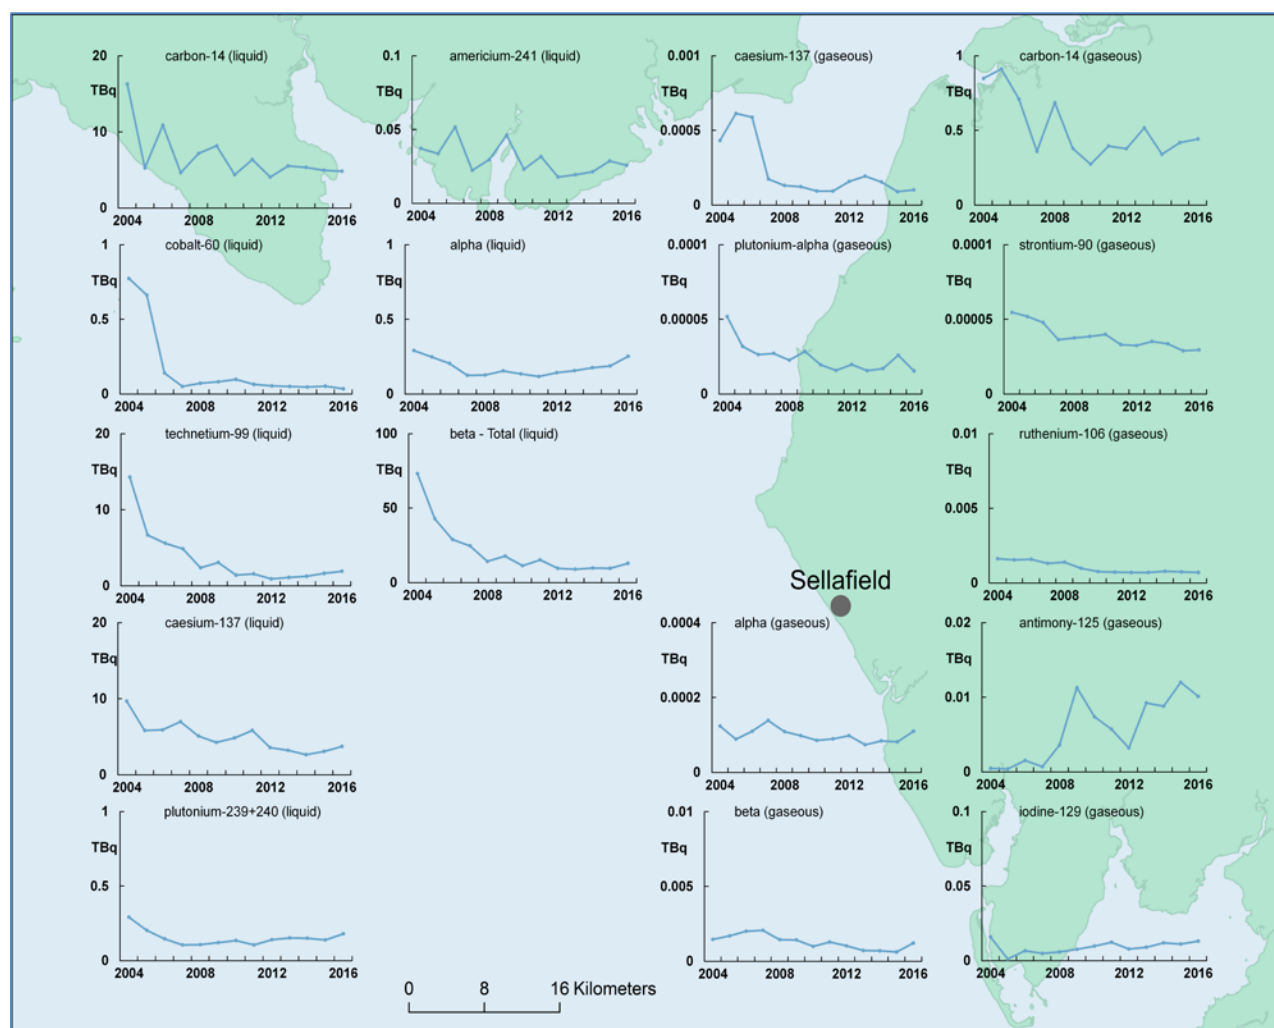 carbon-14 (liquid)
20
TBq
10
0
2004 2008 2012 2016
americium-241 (liquid)
0.1
TBq
0.05
0
2004 2008 2012 2016
caesium-137 (gaseous)
0.001
TBq
0.0005
0
2004 2008 2012 2016
carbon-14 (gaseous)
1
TBq
0.5
0
2004 2008 2012 2016
cobalt-60 (liquid)
1
TBq
0.5
0
2004 2008 2012 2016
alpha (liquid)
1
TBq
0.5
0
2004 2008 2012 2016
plutonium-alpha (gaseous)
0.0001
TBq
0.00005
0
2004 2008 2012 2016
strontium-90 (gaseous)
0.0001
TBq
0.00005
0
2004 2008 2012 2016
technetium-99 (liquid)
20
TBq
10
0
2004 2008 2012 2016
beta - Total (liquid)
100
TBq
50
0
2004 2008 2012 2016
ruthenium-106 (gaseous)
0.01
TBq
0.005
0
2004 2008 2012 2016
Sellafield
caesium-137 (liquid)
20
TBq
10
0
2004 2008 2012 2016
alpha (gaseous)
0.0004
TBq
0.0002
0
2004 2008 2012 2016
antimony-125 (gaseous)
0.02
TBq
0.01
0
2004 2008 2012 2016
plutonium-239+240 (liquid)
1
TBq
0.5
0
2004 2008 2012 2016
beta (gaseous)
0.01
TBq
0.005
0
2004 2008 2012 2016
iodine-129 (gaseous)
0.1
TBq
0.05
0
2004 2008 2012 2016
0 8 16 Kilometers